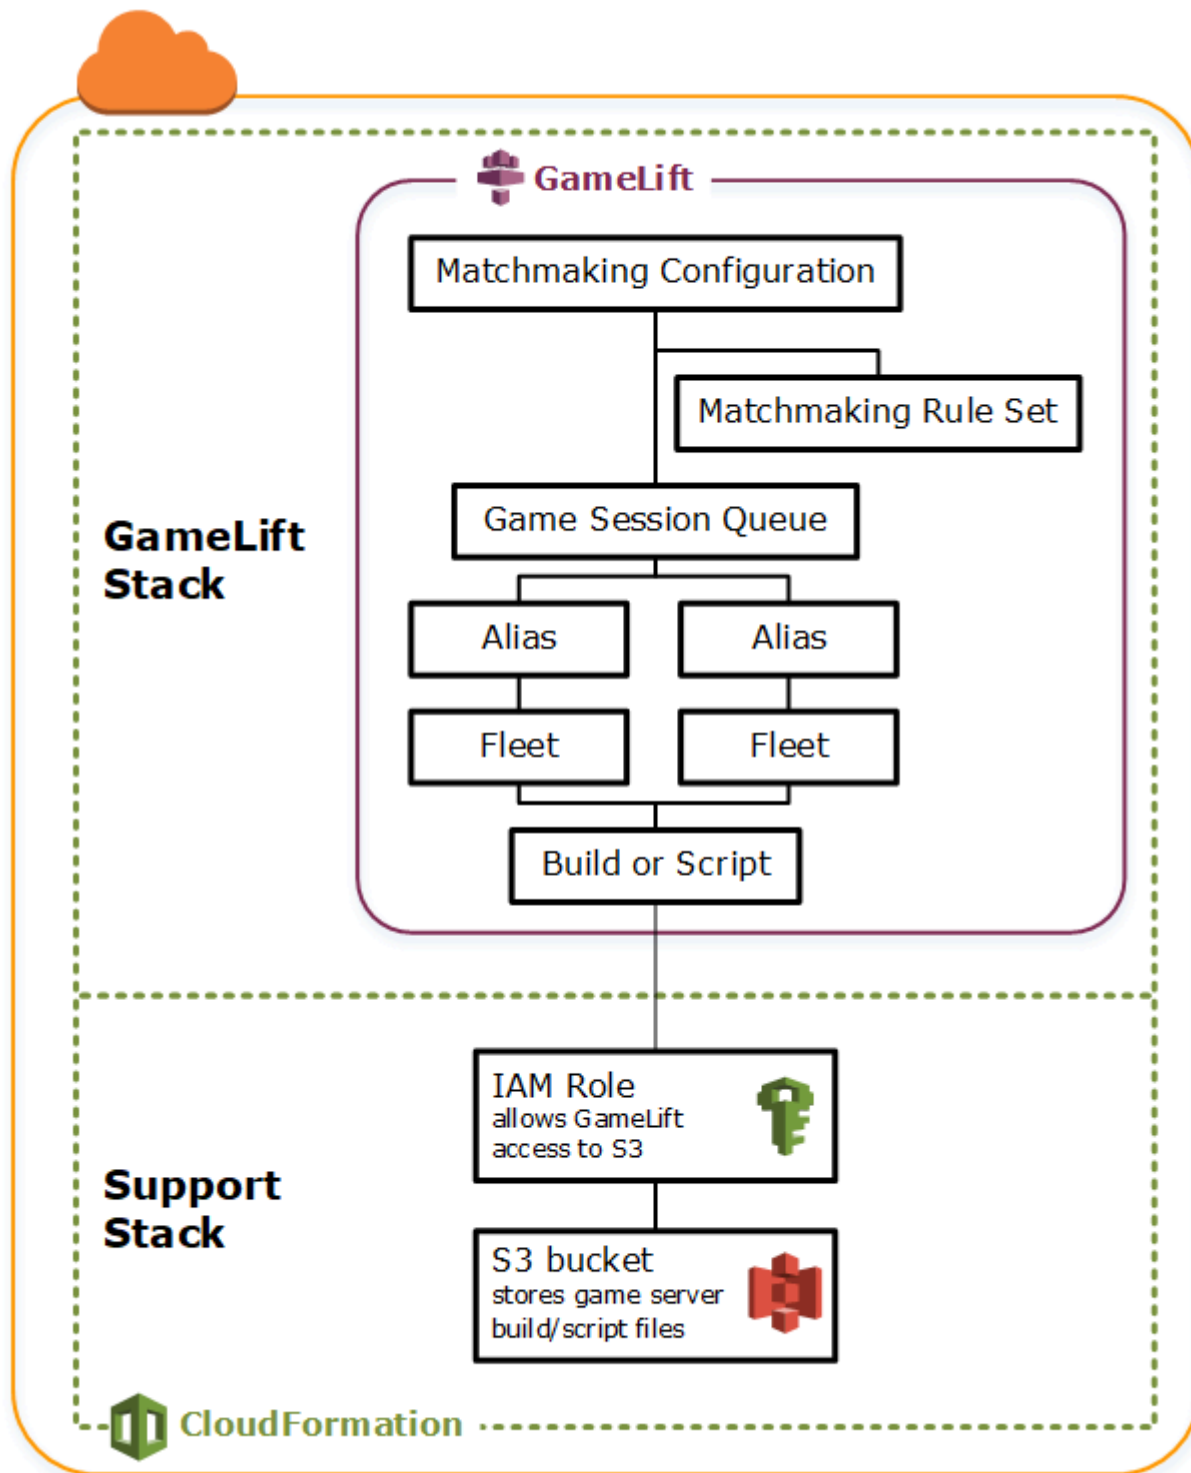 GameLift
Matchmaking Configuration
Matchmaking Rule Set
Game Session Queue
GameLift
Stack
Alias
Alias
Fleet
Fleet
Build or Script
IAM Role
allows GameLift
access to S3
Support
Stack
S3 bucket
stores game server
build/script files
CloudFormation